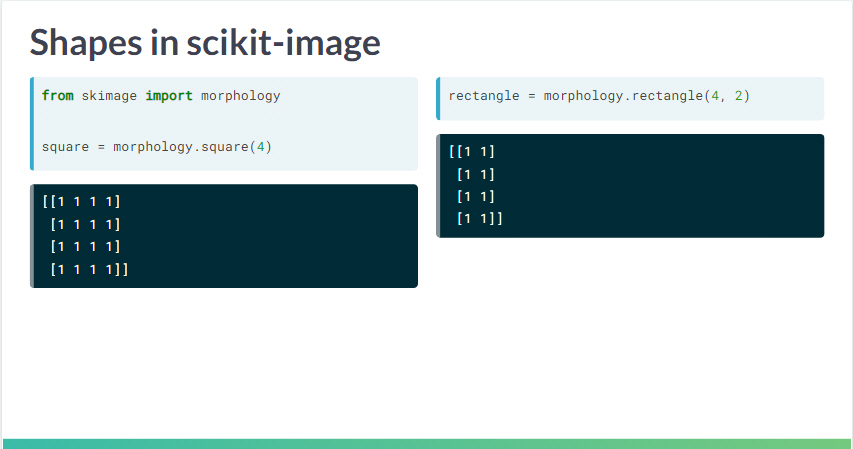 Shapes in scikit-image
from skimage import morphology
square = morphology.square(4)
[[1 1 1 1]
 [1 1 1 1]
 [1 1 1 1]
 [1 1 1 1]]
rectangle = morphology.rectangle(4, 2)
[[1 1]
 [1 1]
 [1 1]
 [1 1]]